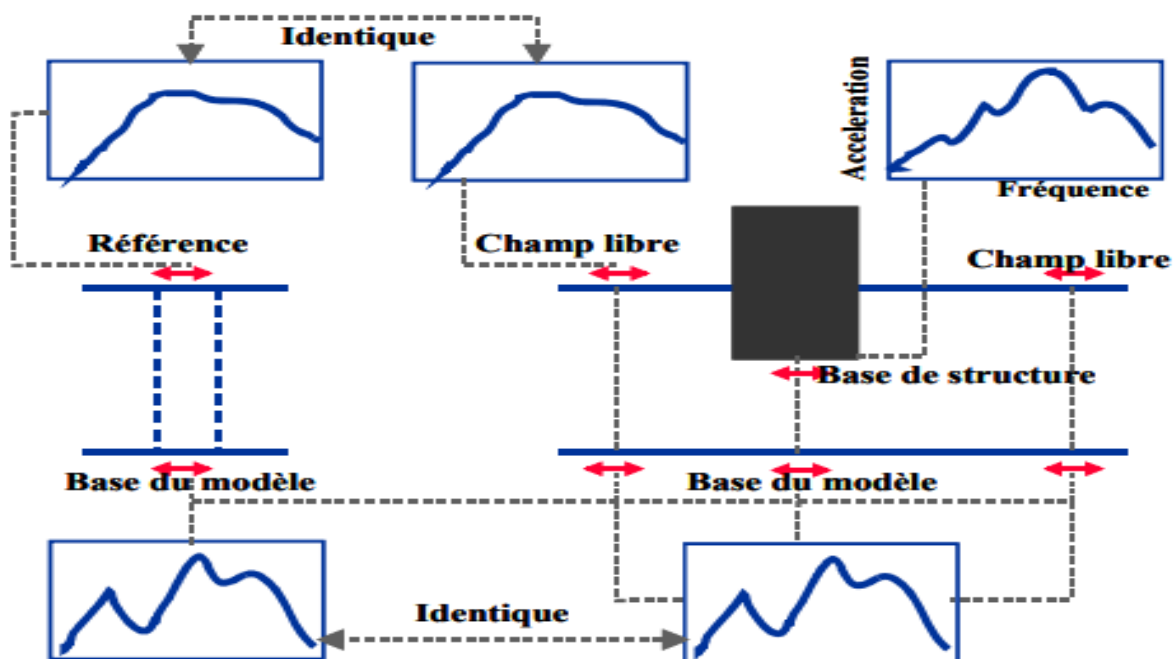 Identique
Acceleration
Fréquence
Référence
Champ libre
Champ libre
Base de structure
Base du modèle
Base du modèle
Identique